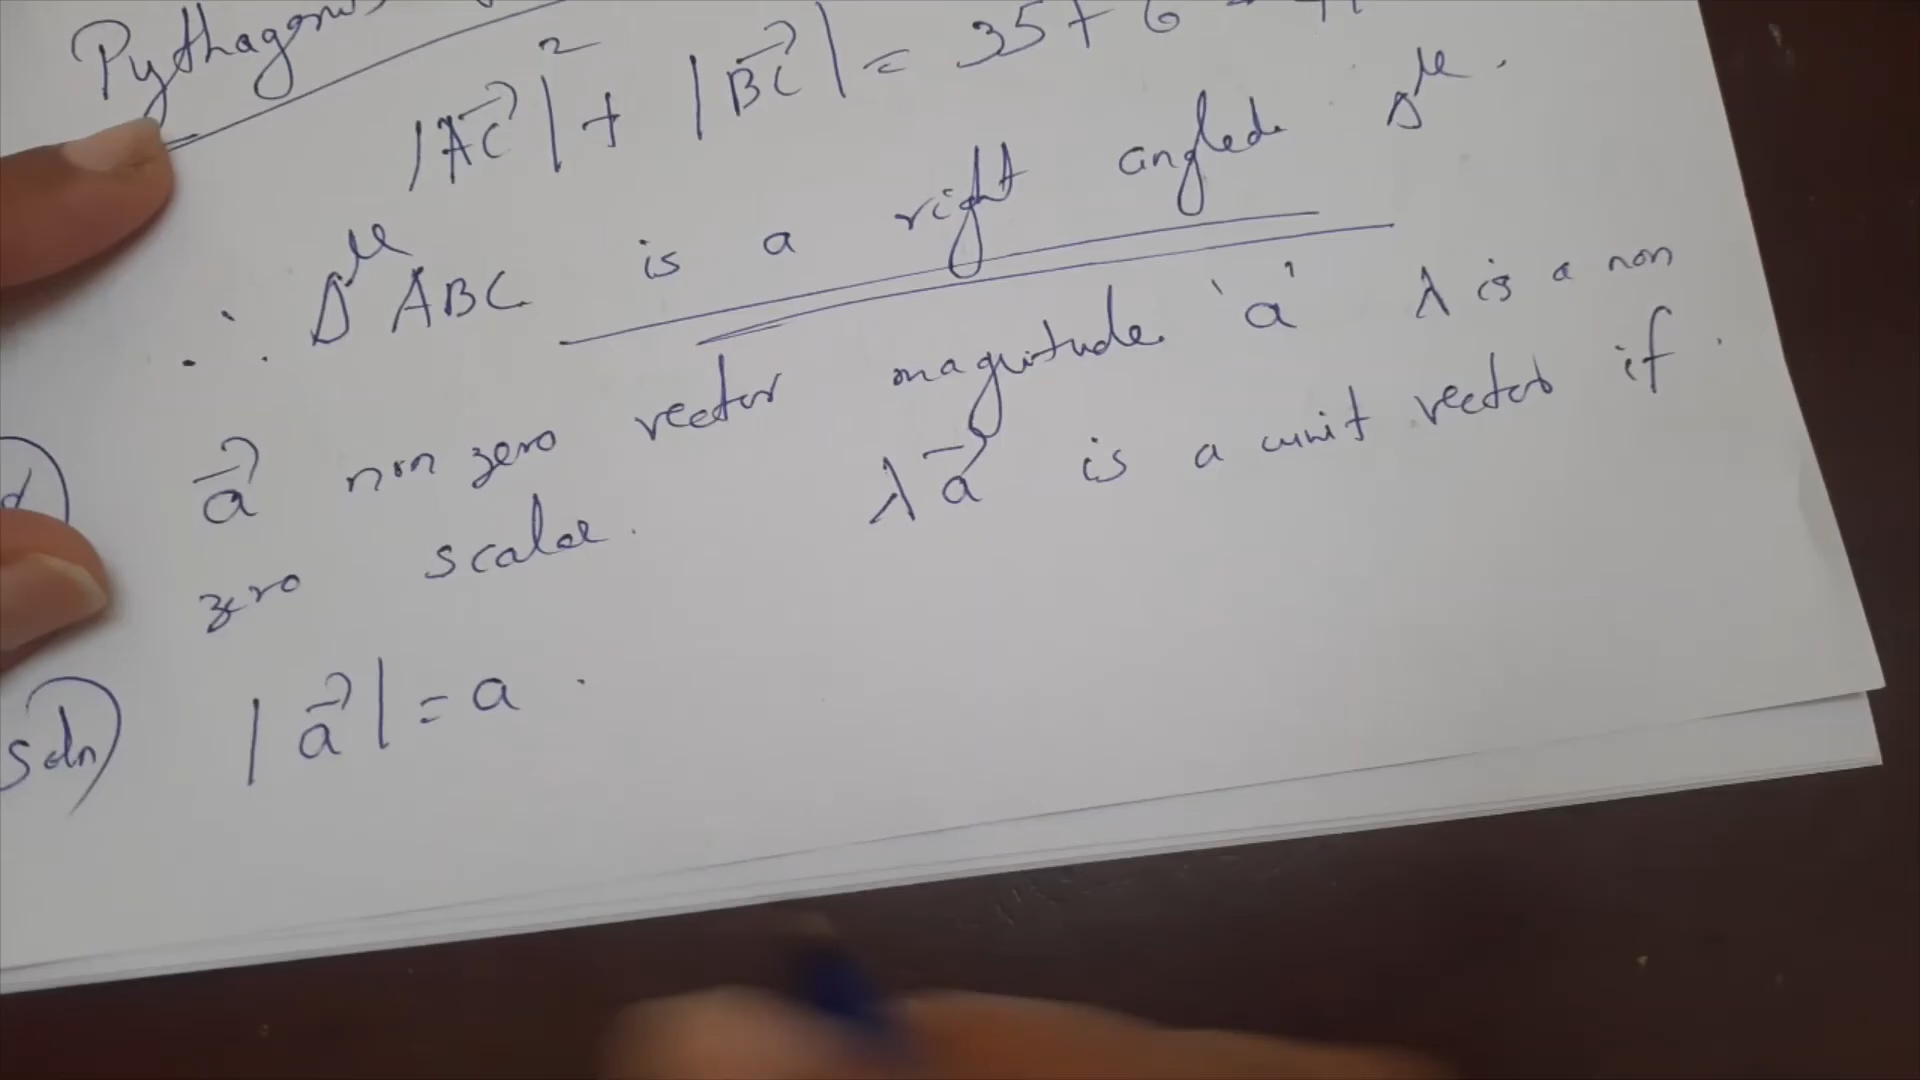 Pythagoras
|AC⃗|² + |BC⃗| = 35 + 6 = 41
∴ Δˡᵉ ABC is a right angled Δˡᵉ.
a⃗ non zero vector magnitude 'a' λ is a non
zero scalar. λ a⃗ is a unit vector if.
Soln) |a⃗| = a.